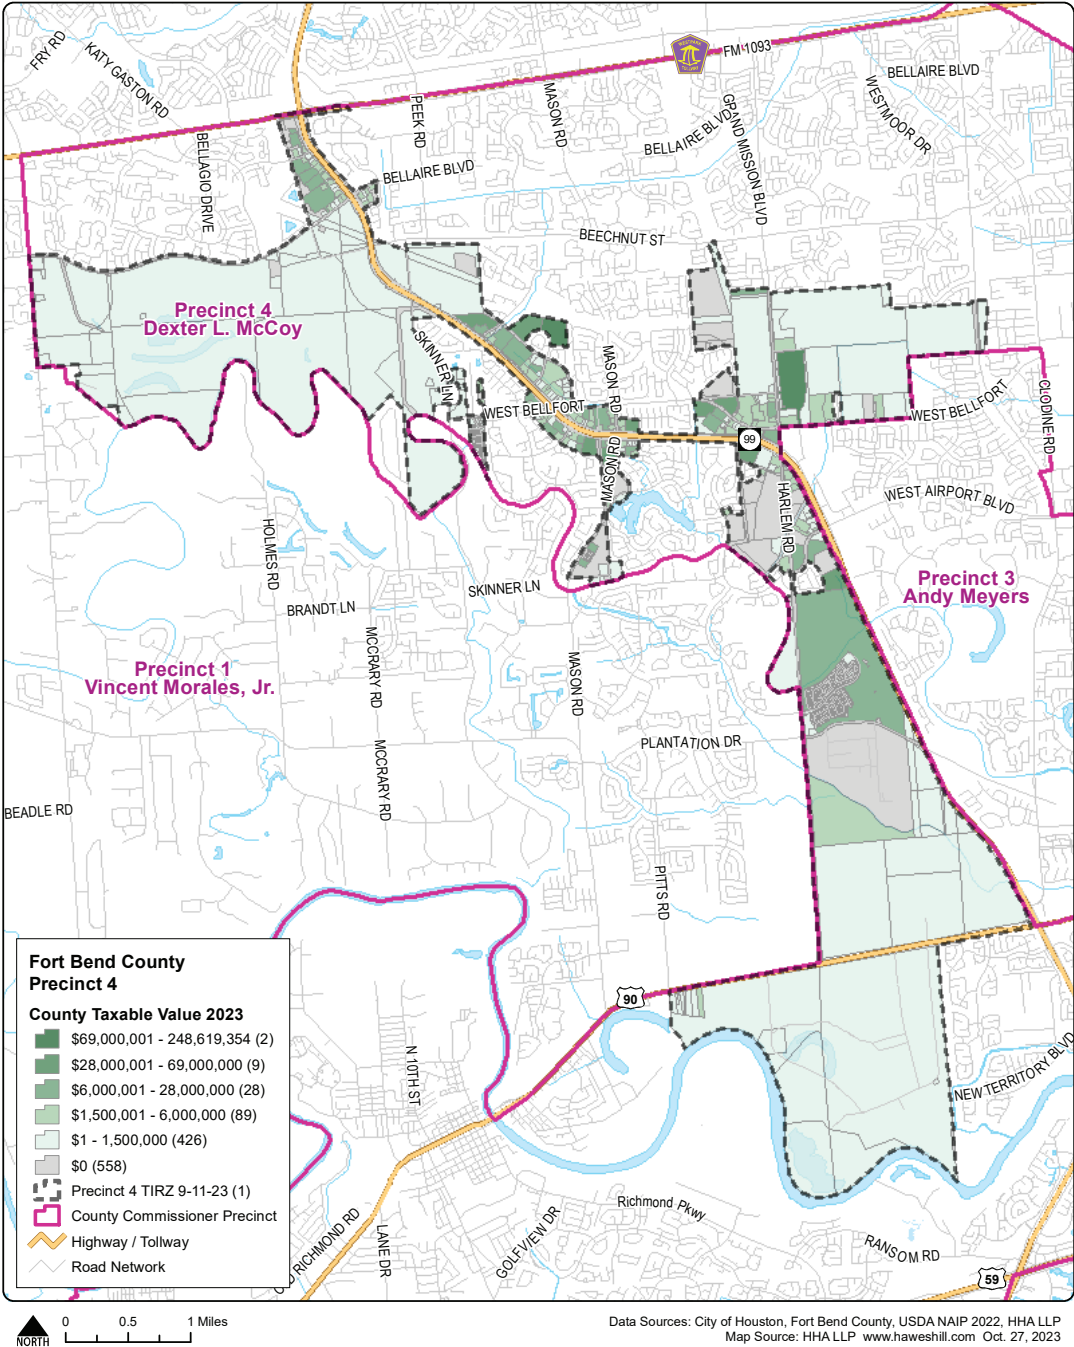 FRY RD
KATY GASTON RD
PEEK RD
MASON RD
FM 1093
BELLAIRE BLVD
WESTMOOR DR
BELLAIRE BLVD
GRAND MISSION BLVD
BELLAGIO DRIVE
BELLAIRE BLVD
BEECHNUT ST
Precinct 4
Dexter L. McCoy
SKINNER LN
MASON RD
WEST BELLFORT
WEST BELLFORT
CLODINE RD
99
MASON RD
HARLEM RD
WEST AIRPORT BLVD
HOLMES RD
SKINNER LN
BRANDT LN
Precinct 3
Andy Meyers
MCCRARY RD
MASON RD
Precinct 1
Vincent Morales, Jr.
PLANTATION DR
MCCRARY RD
BEADLE RD
PITTS RD
90
N 10TH ST
NEW TERRITORY BLVD
Richmond Pkwy
GOLFVIEW DR
RICHMOND RD
LANE DR
RANSOM RD
59
Fort Bend County
Precinct 4
County Taxable Value 2023
$69,000,001 - 248,619,354 (2)
$28,000,001 - 69,000,000 (9)
$6,000,001 - 28,000,000 (28)
$1,500,001 - 6,000,000 (89)
$1 - 1,500,000 (426)
$0 (558)
Precinct 4 TIRZ 9-11-23 (1)
County Commissioner Precinct
Highway / Tollway
Road Network
NORTH
0 0.5 1 Miles
Data Sources: City of Houston, Fort Bend County, USDA NAIP 2022, HHA LLP
Map Source: HHA LLP www.haweshill.com Oct. 27, 2023